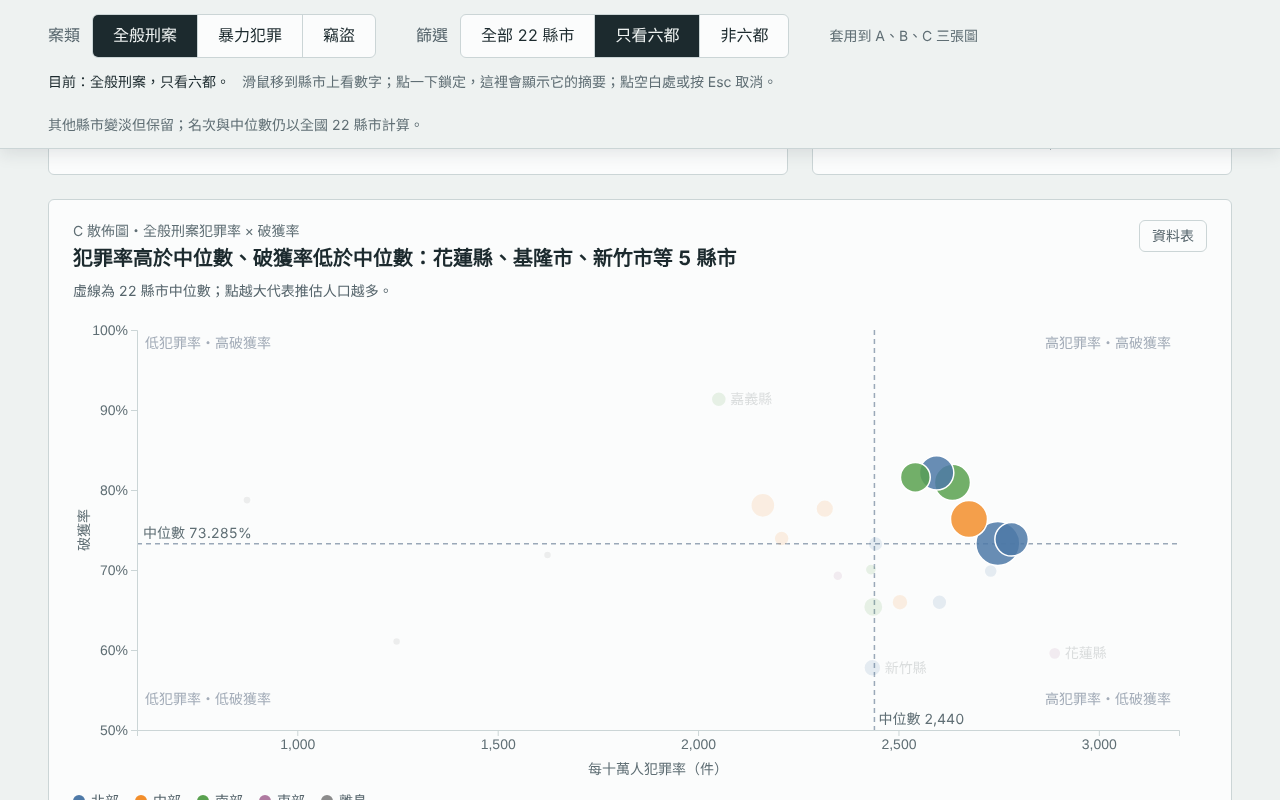 案類 全般刑案 暴力犯罪 竊盜 篩選 全部 22 縣市 只看六都 非六都 套用到 A、B、C 三張圖
目前：全般刑案，只看六都。 滑鼠移到縣市上看數字；點一下鎖定，這裡會顯示它的摘要；點空白處或按 Esc 取消。
其他縣市變淡但保留；名次與中位數仍以全國 22 縣市計算。
C 散佈圖・全般刑案犯罪率 × 破獲率
資料表
犯罪率高於中位數、破獲率低於中位數：花蓮縣、基隆市、新竹市等 5 縣市
虛線為 22 縣市中位數；點越大代表推估人口越多。
100%
低犯罪率・高破獲率
高犯罪率・高破獲率
90%
嘉義縣
80%
中位數 73.285%
破獲率
70%
60%
花蓮縣
新竹縣
低犯罪率・低破獲率
高犯罪率・低破獲率
中位數 2,440
50%
1,000 1,500 2,000 2,500 3,000
每十萬人犯罪率（件）
北部 中部 南部 東部 離島